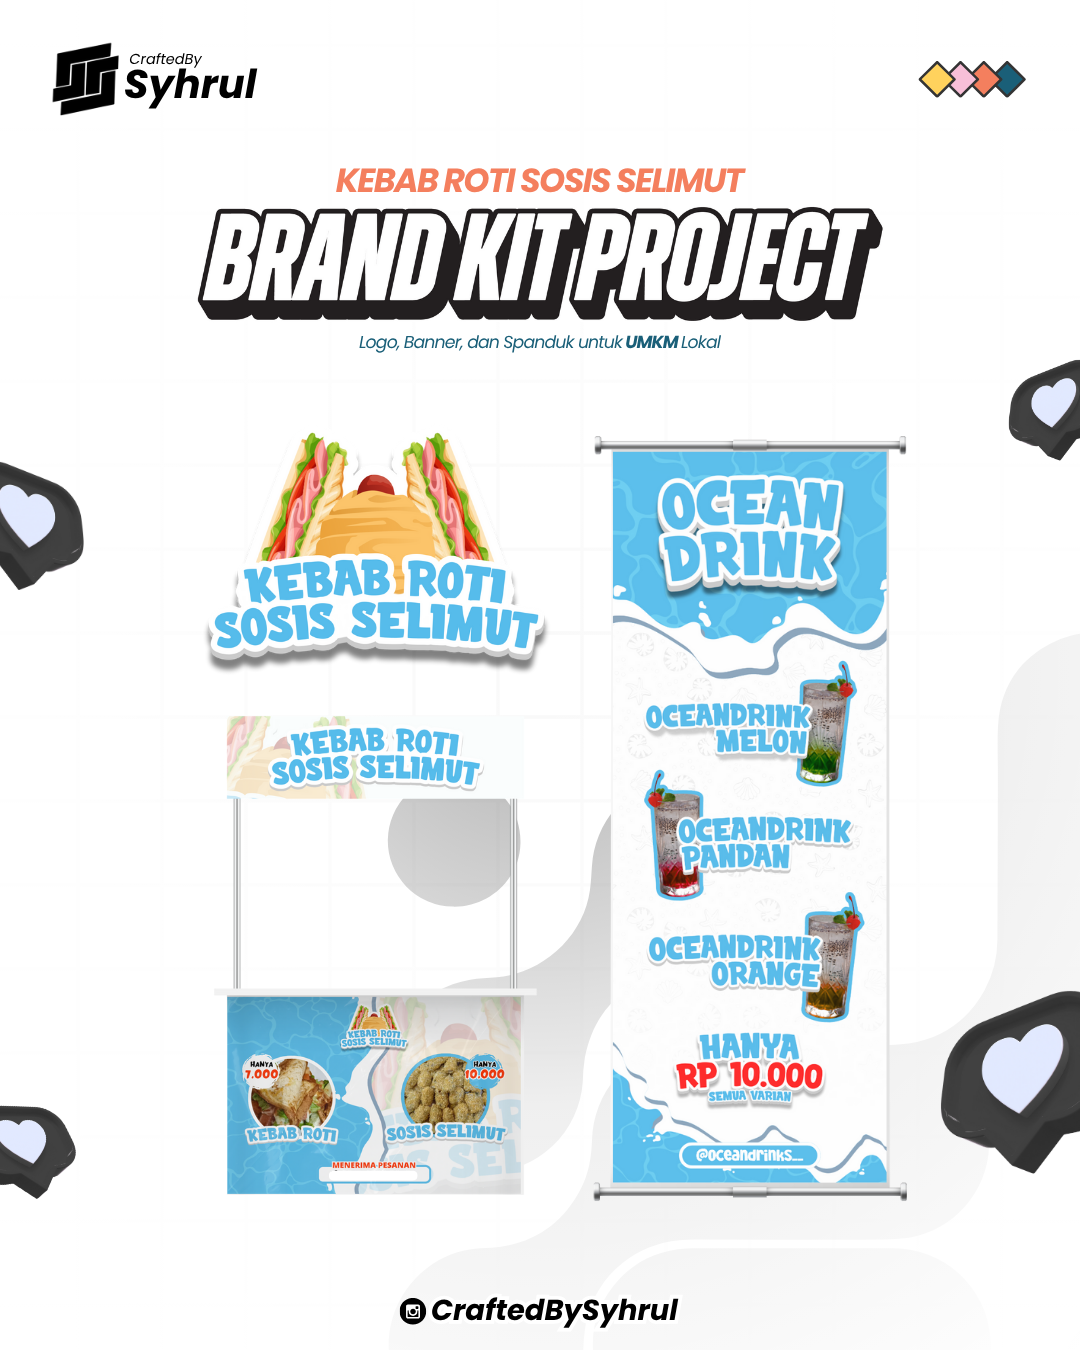 CraftedBy
Syhrul
KEBAB ROTI SOSIS SELIMUT
BRAND KIT PROJECT
Logo, Banner, dan Spanduk untuk UMKM Lokal
KEBAB ROTI
SOSIS SELIMUT
KEBAB ROTI
SOSIS SELIMUT
KEBAB ROTI
SOSIS SELIMUT
HANYA
7.000
KEBAB ROTI
HANYA
10.000
SOSIS SELIMUT
MENERIMA PESANAN
OCEAN
DRINK
OCEANDRINK
MELON
OCEANDRINK
PANDAN
OCEANDRINK
ORANGE
HANYA
RP 10.000
SEMUA VARIAN
@oceandrinks__
CraftedBySyhrul